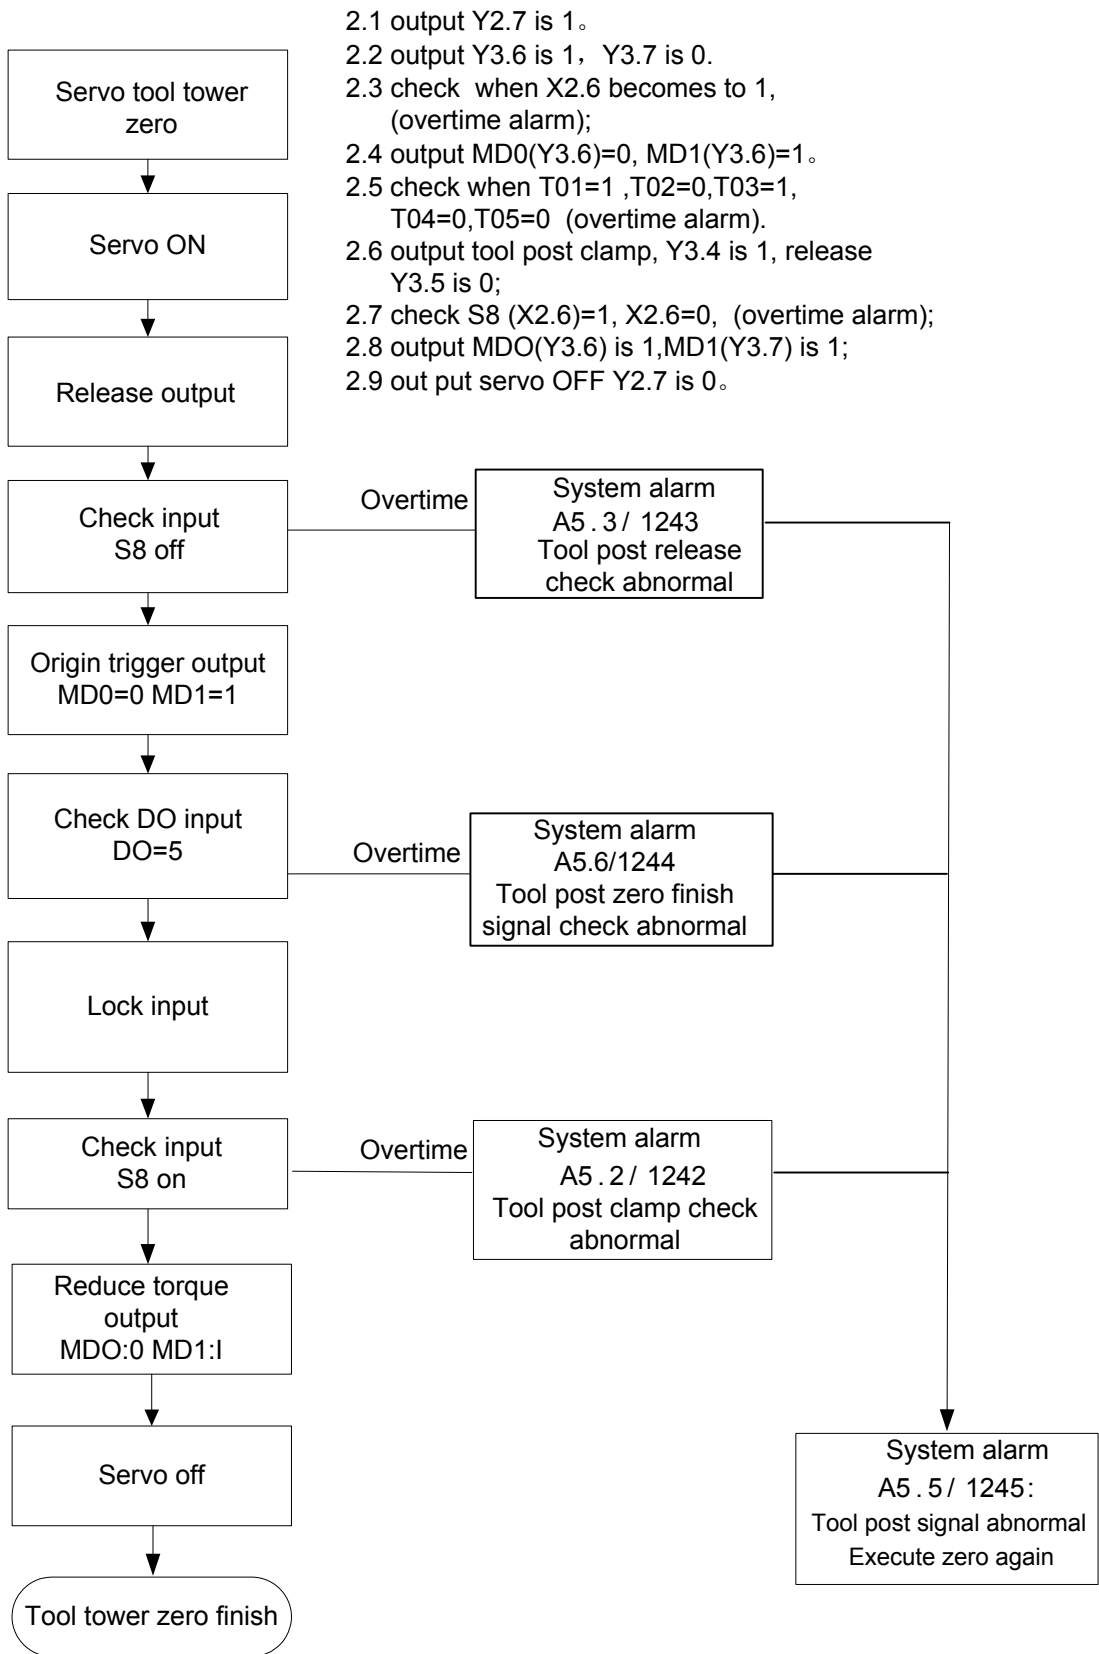 2.1 output Y2.7 is 1。
2.2 output Y3.6 is 1，Y3.7 is 0.
2.3 check when X2.6 becomes to 1,
(overtime alarm);
2.4 output MD0(Y3.6)=0, MD1(Y3.6)=1。
2.5 check when T01=1 ,T02=0,T03=1,
T04=0,T05=0 (overtime alarm).
2.6 output tool post clamp, Y3.4 is 1, release
Y3.5 is 0;
2.7 check S8 (X2.6)=1, X2.6=0, (overtime alarm);
2.8 output MDO(Y3.6) is 1,MD1(Y3.7) is 1;
2.9 out put servo OFF Y2.7 is 0。
Servo tool tower
zero
Servo ON
Release output
Check input
S8 off
Overtime
System alarm
A5.3/ 1243
Tool post release
check abnormal
Origin trigger output
MD0=0 MD1=1
Check DO input
DO=5
Overtime
System alarm
A5.6/1244
Tool post zero finish
signal check abnormal
Lock input
Check input
S8 on
Overtime
System alarm
A5.2/ 1242
Tool post clamp check
abnormal
Reduce torque
output
MDO:0 MD1:I
Servo off
System alarm
A5.5/ 1245:
Tool post signal abnormal
Execute zero again
Tool tower zero finish